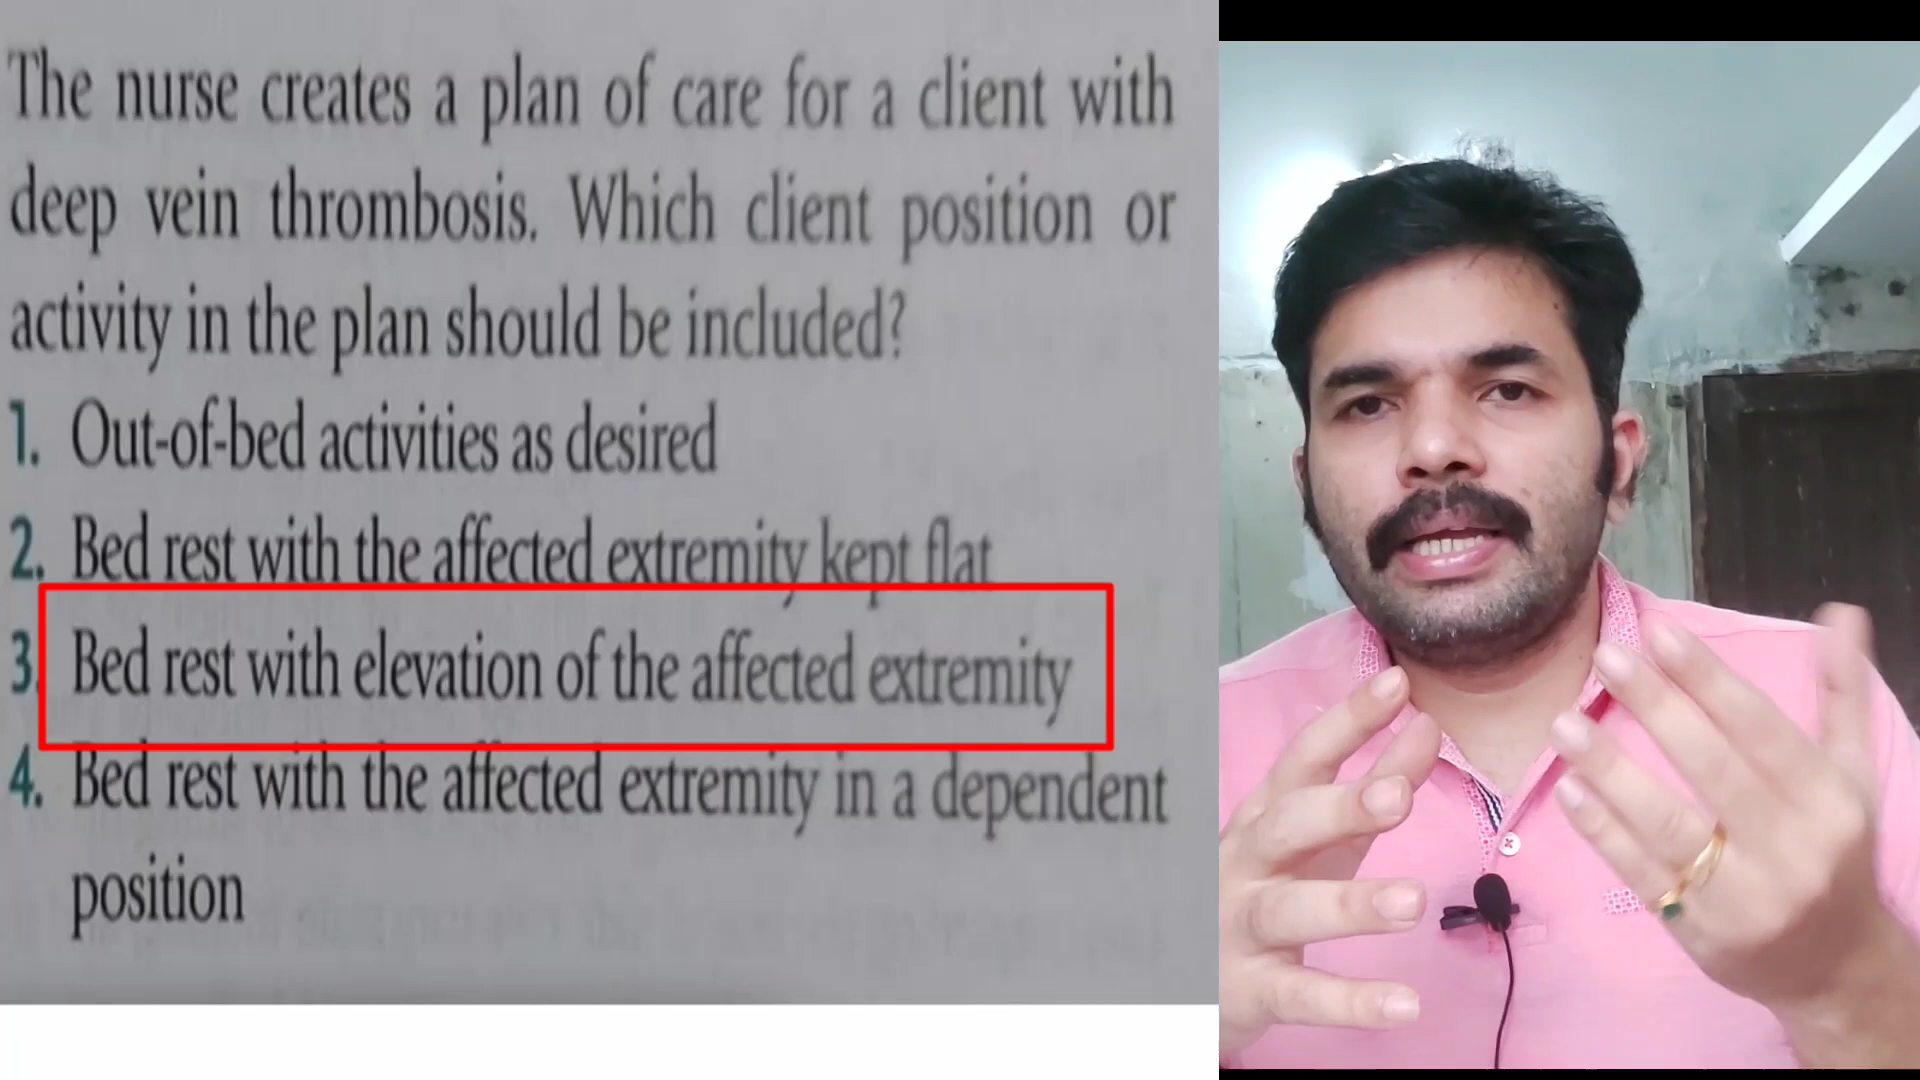 The nurse creates a plan of care for a client with
deep vein thrombosis. Which client position or
activity in the plan should be included?
1. Out-of-bed activities as desired
2. Bed rest with the affected extremity kept flat
3. Bed rest with elevation of the affected extremity
4. Bed rest with the affected extremity in a dependent
position